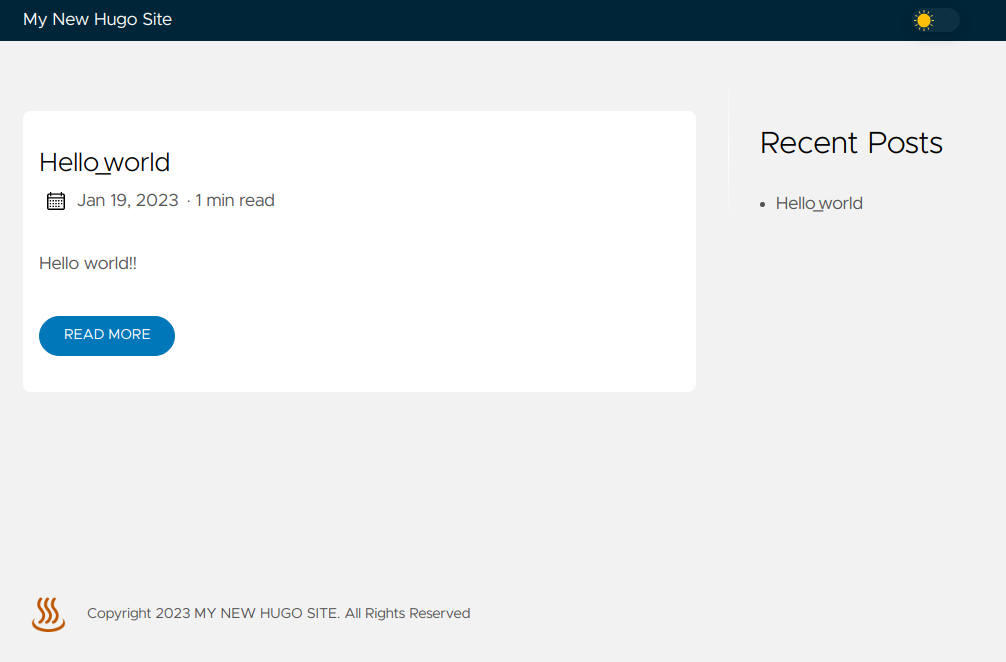 My New Hugo Site
Hello_world
Jan 19, 2023 · 1 min read
Hello world!!
READ MORE
Recent Posts
Hello_world
Copyright 2023 MY NEW HUGO SITE. All Rights Reserved